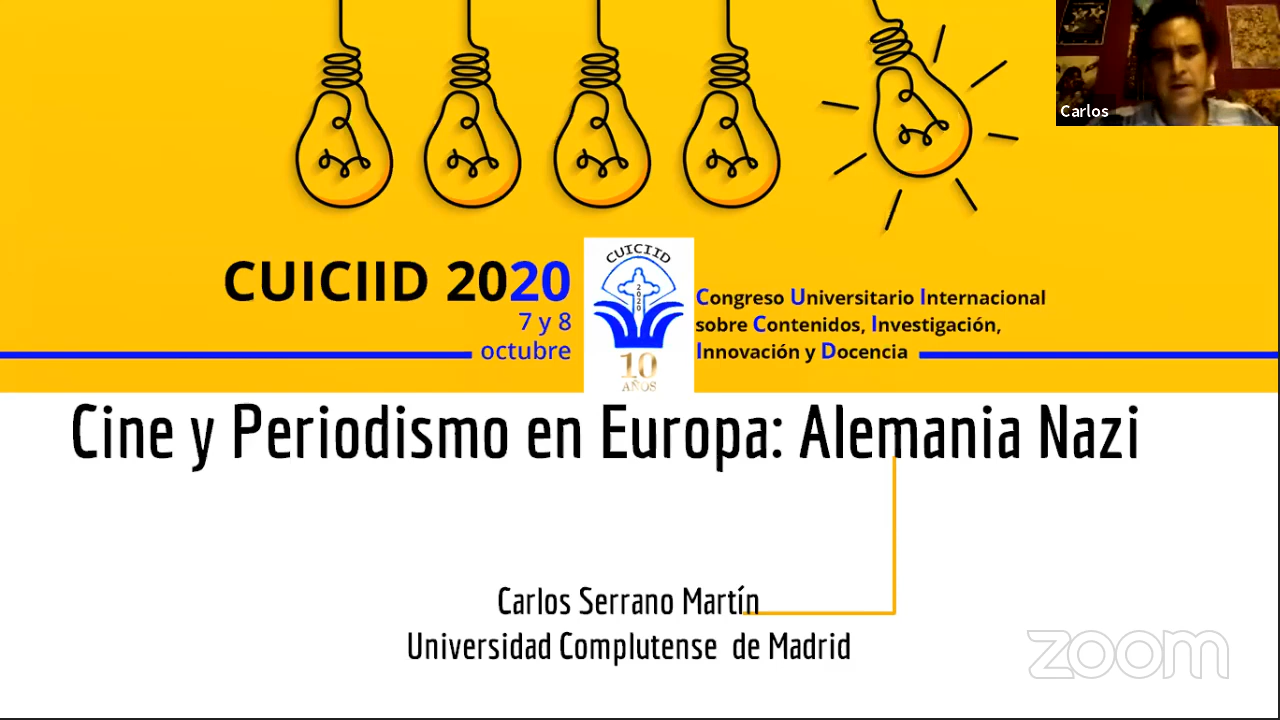 Carlos
CUICIID 2020
7 y 8
octubre
CUICIID
2020
10
AÑOS
Congreso Universitario Internacional
sobre Contenidos, Investigación,
Innovación y Docencia
Cine y Periodismo en Europa: Alemania Nazi
Carlos Serrano Martín
Universidad Complutense de Madrid
zoom